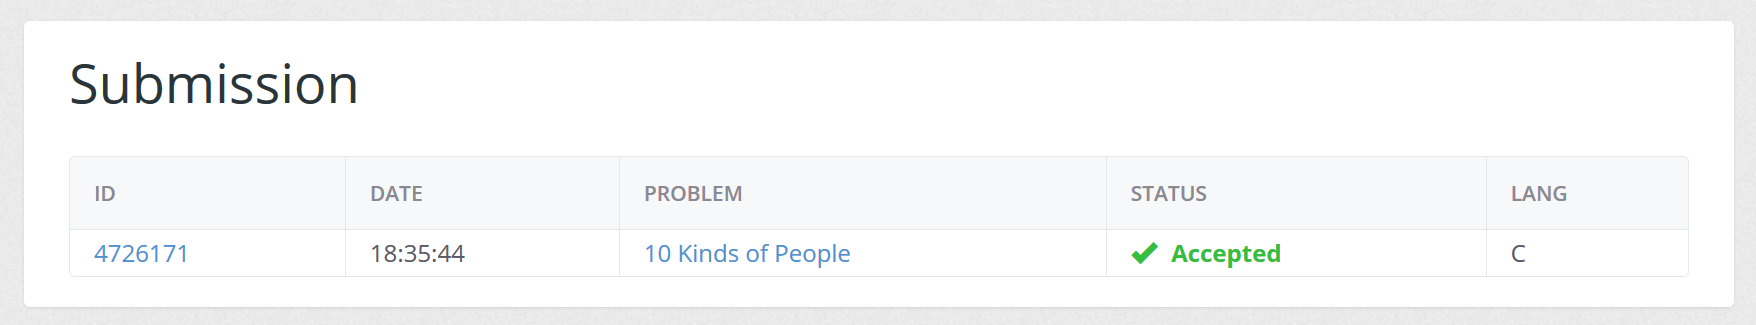 Submission
ID DATE PROBLEM STATUS LANG
4726171 18:35:44 10 Kinds of People Accepted C